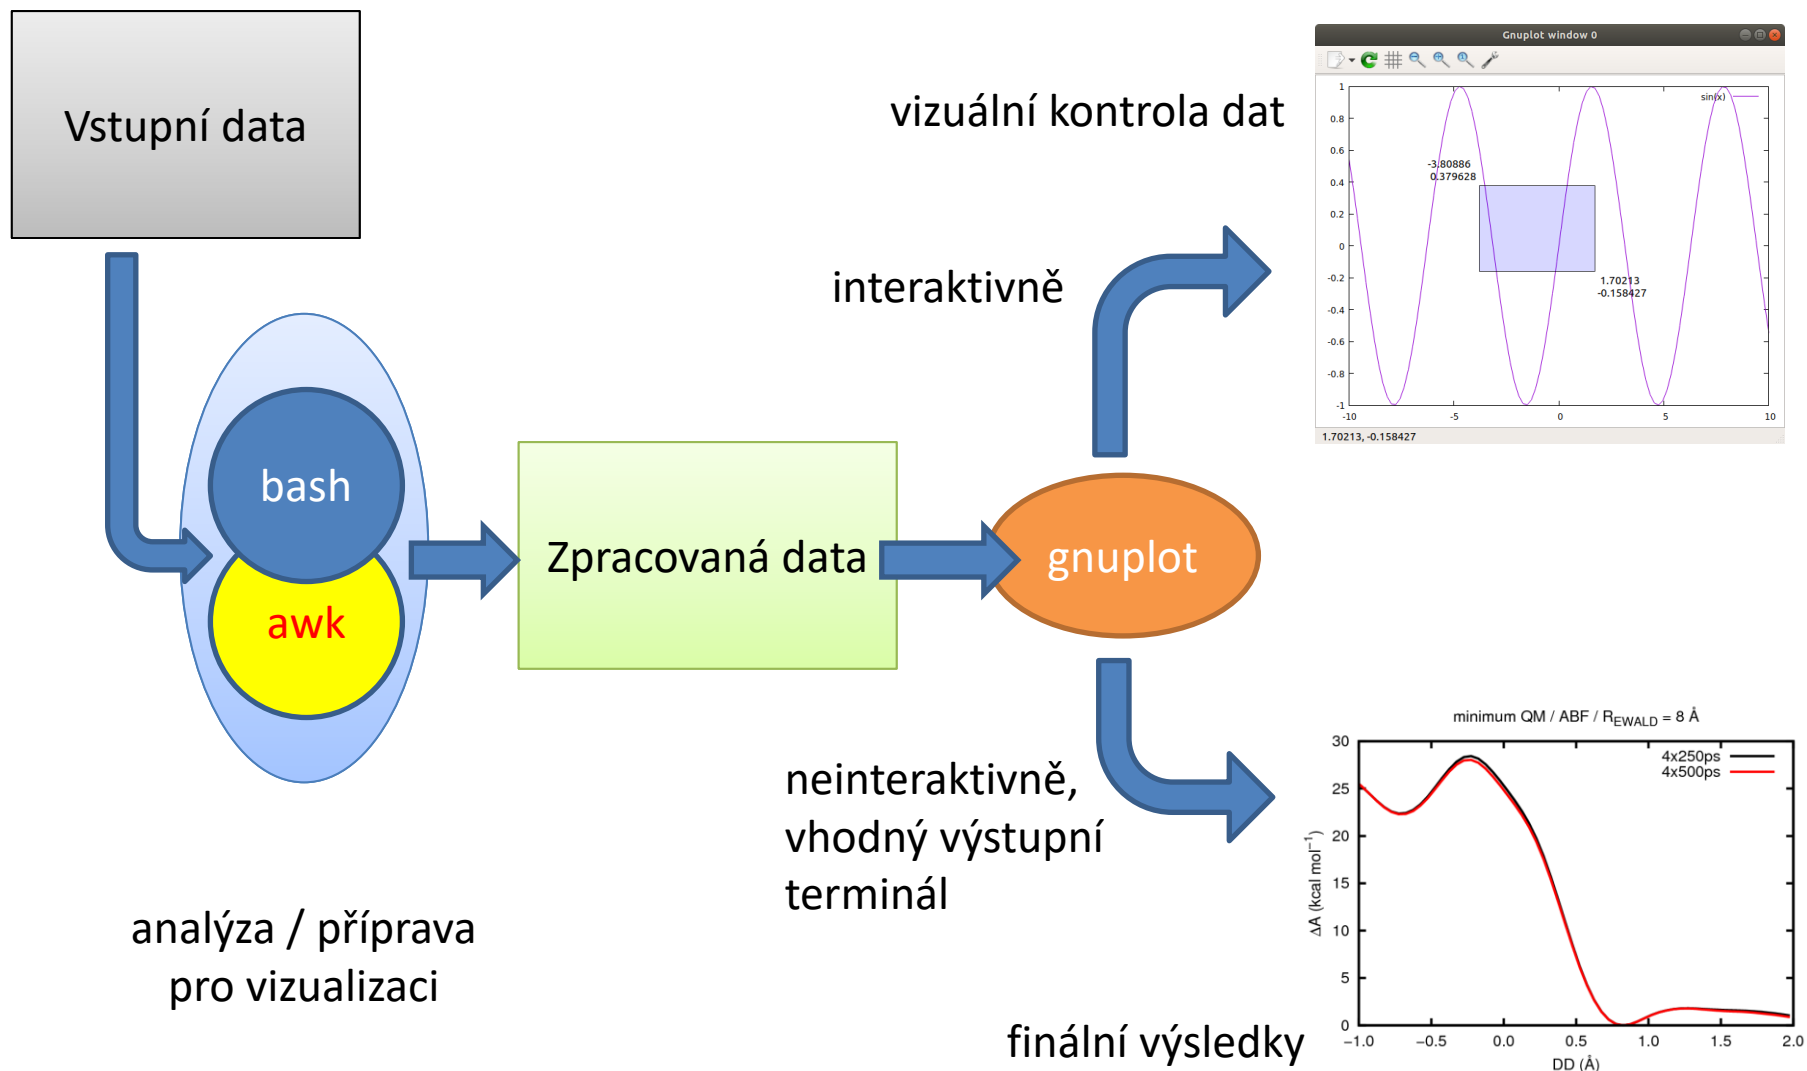 Vstupní data
bash
awk
analýza / příprava
pro vizualizaci
Zpracovaná data
gnuplot
vizuální kontrola dat
interaktivně
neinteraktivně,
vhodný výstupní
terminál
finální výsledky
Gnuplot window 0
sin(x)
1
0.8
0.6
0.4
0.2
0
-0.2
-0.4
-0.6
-0.8
-1
-10 -5 0 5 10
-3.80886
0.379628
1.70213
-0.158427
1.70213, -0.158427
minimum QM / ABF / R_EWALD = 8 Å
4x250ps
4x500ps
30
25
20
15
10
5
0
−1.0 −0.5 0.0 0.5 1.0 1.5 2.0
ΔA (kcal mol⁻¹)
DD (Å)